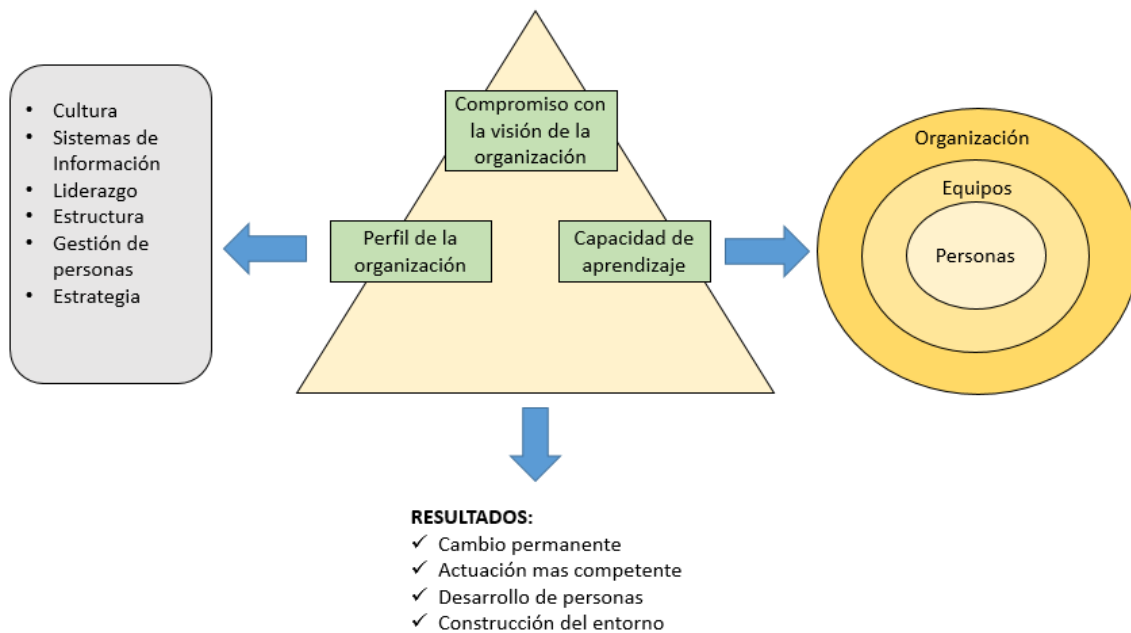 • Cultura
• Sistemas de
Información
• Liderazgo
• Estructura
• Gestión de
personas
• Estrategia
Compromiso con
la visión de la
organización
Perfil de la
organización
Capacidad de
aprendizaje
Organización
Equipos
Personas
RESULTADOS:
✓ Cambio permanente
✓ Actuación mas competente
✓ Desarrollo de personas
✓ Construcción del entorno